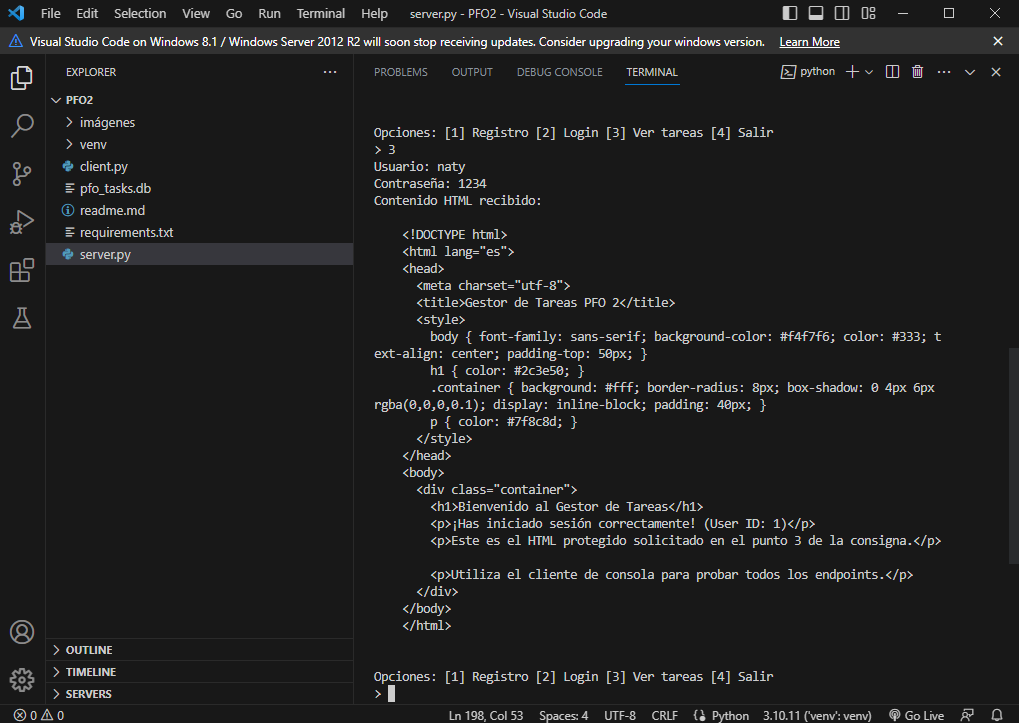 File Edit Selection View Go Run Terminal Help server.py - PFO2 - Visual Studio Code
Visual Studio Code on Windows 8.1 / Windows Server 2012 R2 will soon stop receiving updates. Consider upgrading your windows version. Learn More
EXPLORER
PFO2
imágenes
venv
client.py
pfo_tasks.db
readme.md
requirements.txt
server.py
OUTLINE
TIMELINE
SERVERS
PROBLEMS OUTPUT DEBUG CONSOLE TERMINAL python
Opciones: [1] Registro [2] Login [3] Ver tareas [4] Salir
> 3
Usuario: naty
Contraseña: 1234
Contenido HTML recibido:
<!DOCTYPE html>
<html lang="es">
<head>
<meta charset="utf-8">
<title>Gestor de Tareas PFO 2</title>
<style>
body { font-family: sans-serif; background-color: #f4f7f6; color: #333; t
ext-align: center; padding-top: 50px; }
h1 { color: #2c3e50; }
.container { background: #fff; border-radius: 8px; box-shadow: 0 4px 6px
rgba(0,0,0,0.1); display: inline-block; padding: 40px; }
p { color: #7f8c8d; }
</style>
</head>
<body>
<div class="container">
<h1>Bienvenido al Gestor de Tareas</h1>
<p>¡Has iniciado sesión correctamente! (User ID: 1)</p>
<p>Este es el HTML protegido solicitado en el punto 3 de la consigna.</p>
<p>Utiliza el cliente de consola para probar todos los endpoints.</p>
</div>
</body>
</html>
Opciones: [1] Registro [2] Login [3] Ver tareas [4] Salir
>
0 0 Ln 198, Col 53 Spaces: 4 UTF-8 CRLF {} Python 3.10.11 ('venv': venv) Go Live